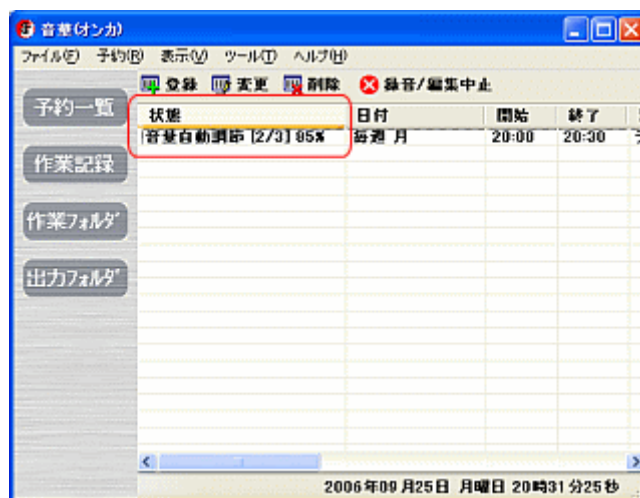 音華(オンカ)
ファイル(F) 予約(R) 表示(V) ツール(T) ヘルプ(H)
登録 変更 削除 録音/編集中止
予約一覧
状態 日付 開始 終了
音量自動調節 [2/3] 85% 毎週 月 20:00 20:30
作業記録
作業フォルダ
出力フォルダ
2006年09月25日 月曜日 20時31分25秒